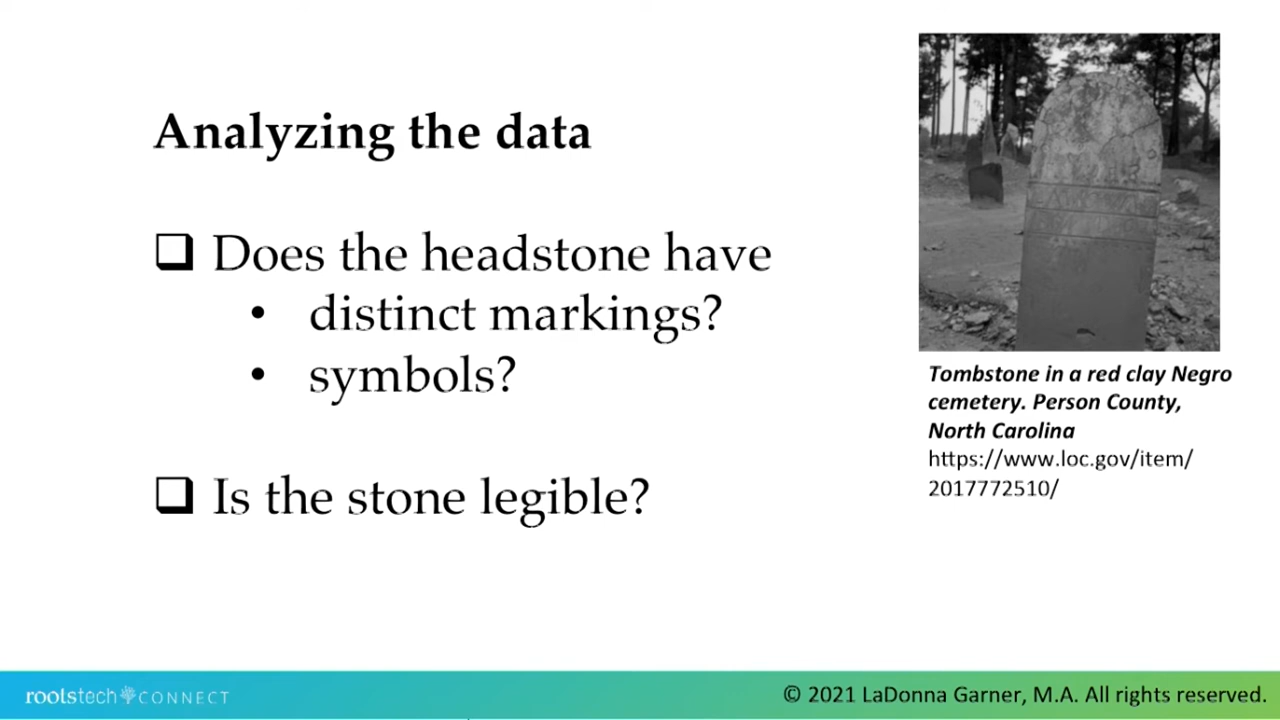 Analyzing the data
❑ Does the headstone have
• distinct markings?
• symbols?
❑ Is the stone legible?
Tombstone in a red clay Negro
cemetery. Person County,
North Carolina
https://www.loc.gov/item/
2017772510/
rootstech CONNECT
© 2021 LaDonna Garner, M.A. All rights reserved.